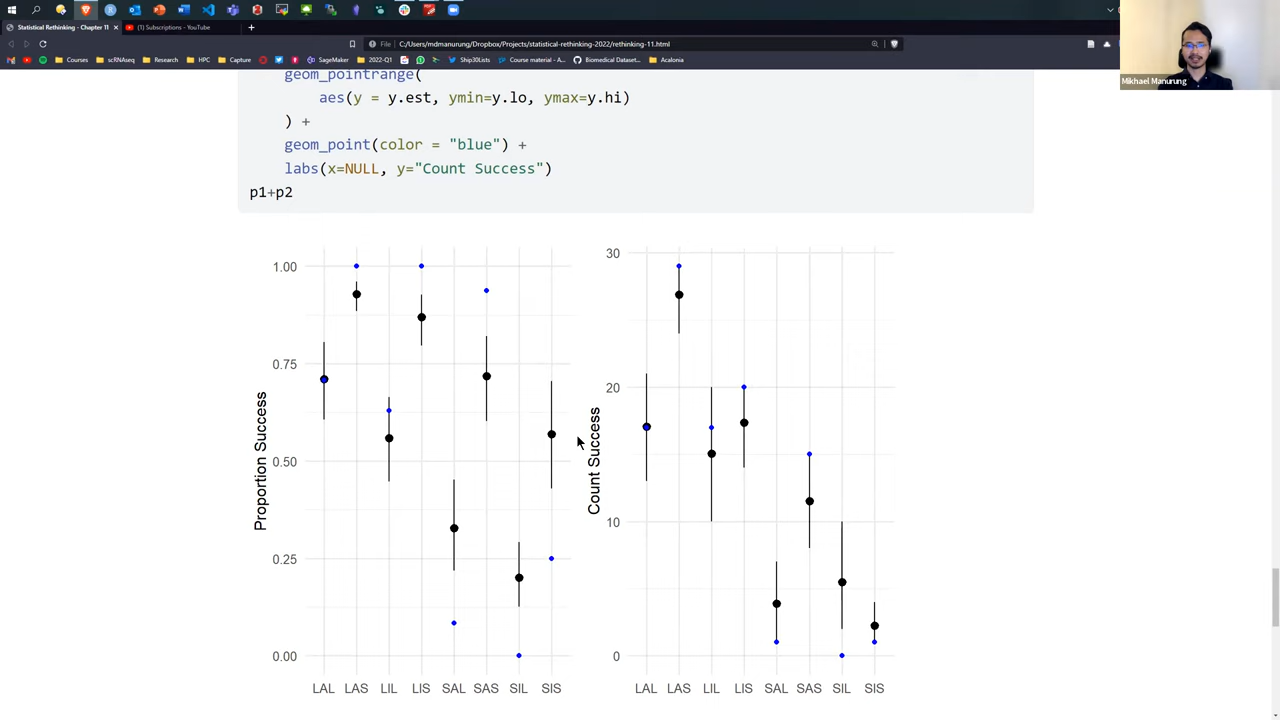 Statistical Rethinking - Chapter 11
(1) Subscriptions - YouTube
File
C:/Users/mdmanurung/Dropbox/Projects/statistical-rethinking-2022/rethinking-11.html
Courses
scRNAseq
Research
HPC
Capture
2022-Q1
SageMaker
Ship30Lists
Course material - A...
Biomedical Dataset...
Acalonia
Mikhael Manurung
geom_pointrange(
aes(y = y.est, ymin=y.lo, ymax=y.hi)
) +
geom_point(color = "blue") +
labs(x=NULL, y="Count Success")
p1+p2
Proportion Success
1.00
0.75
0.50
0.25
0.00
LAL LAS LIL LIS SAL SAS SIL SIS
Count Success
30
20
10
0
LAL LAS LIL LIS SAL SAS SIL SIS